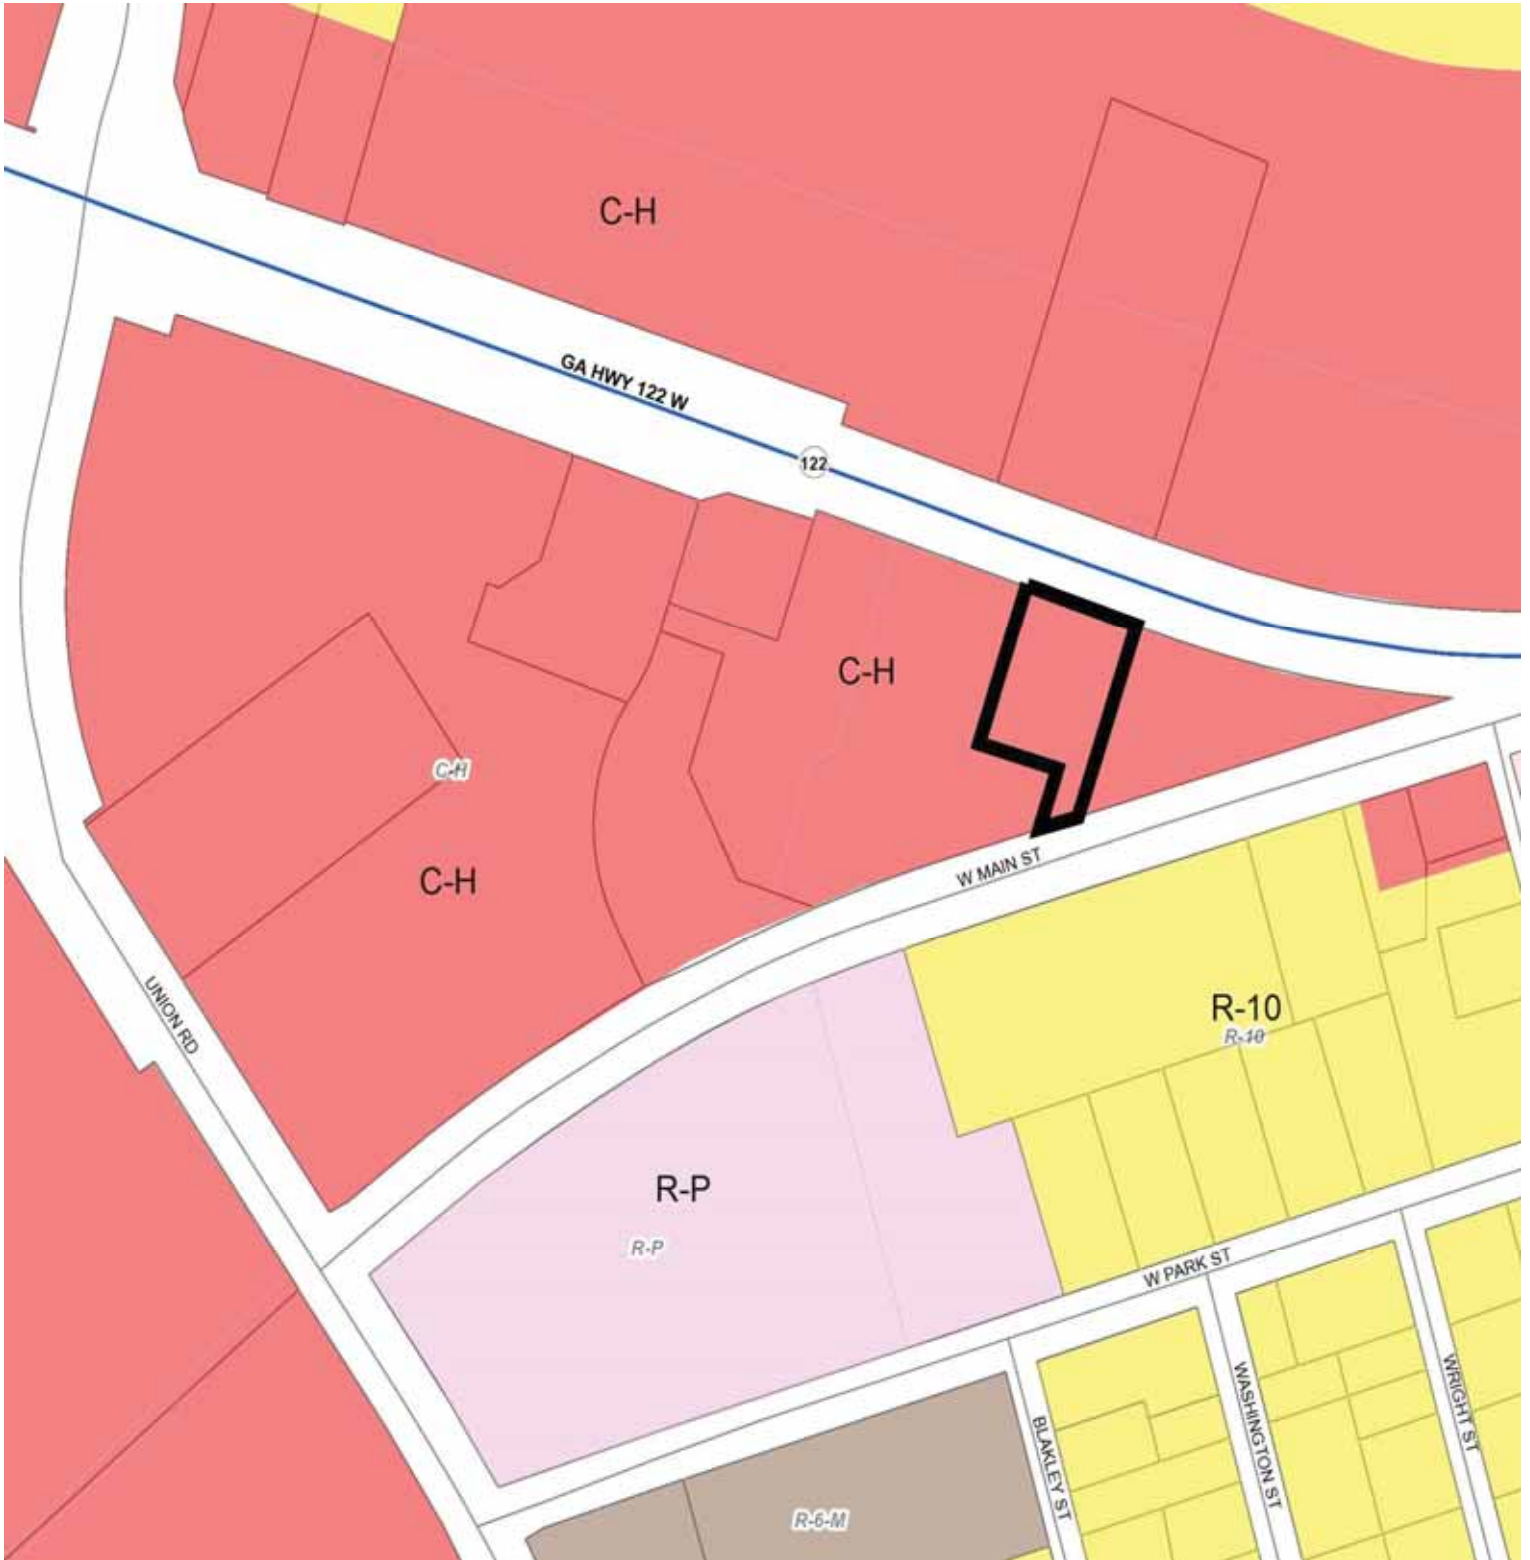 C-H
GA HWY 122 W
122
C-H
C-H
C-H
W MAIN ST
UNION RD
R-10
R-10
R-P
R-P
W PARK ST
BLAKLEY ST
WASHINGTON ST
WRIGHT ST
R-6-M